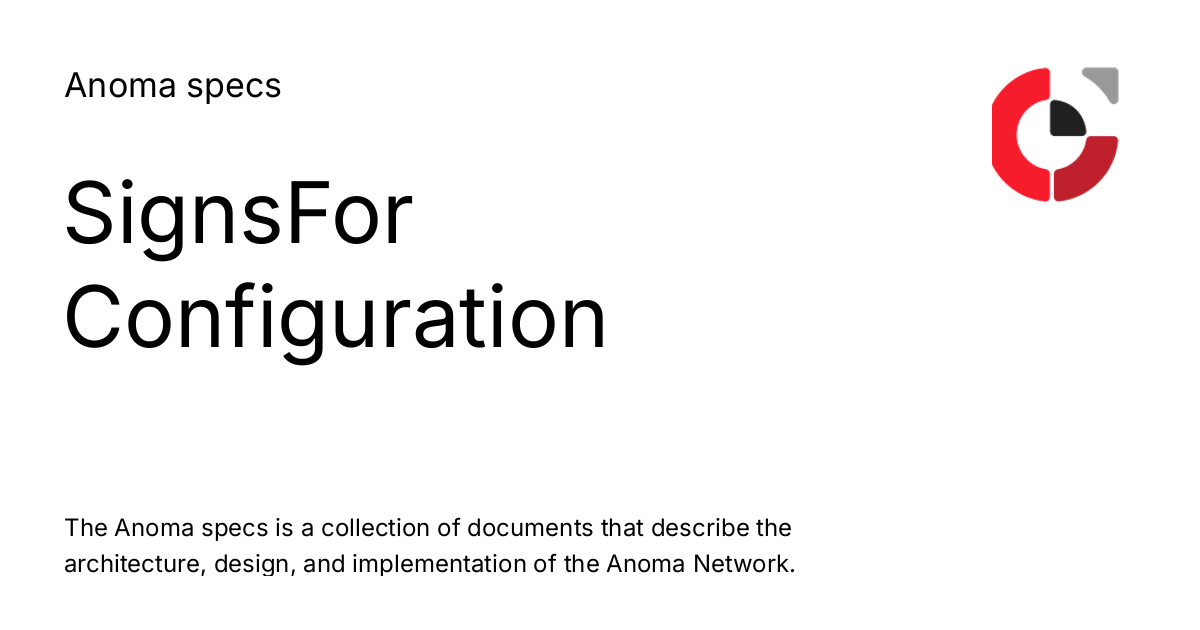 Anoma specs
SignsFor
Configuration
The Anoma specs is a collection of documents that describe the
architecture, design, and implementation of the Anoma Network.